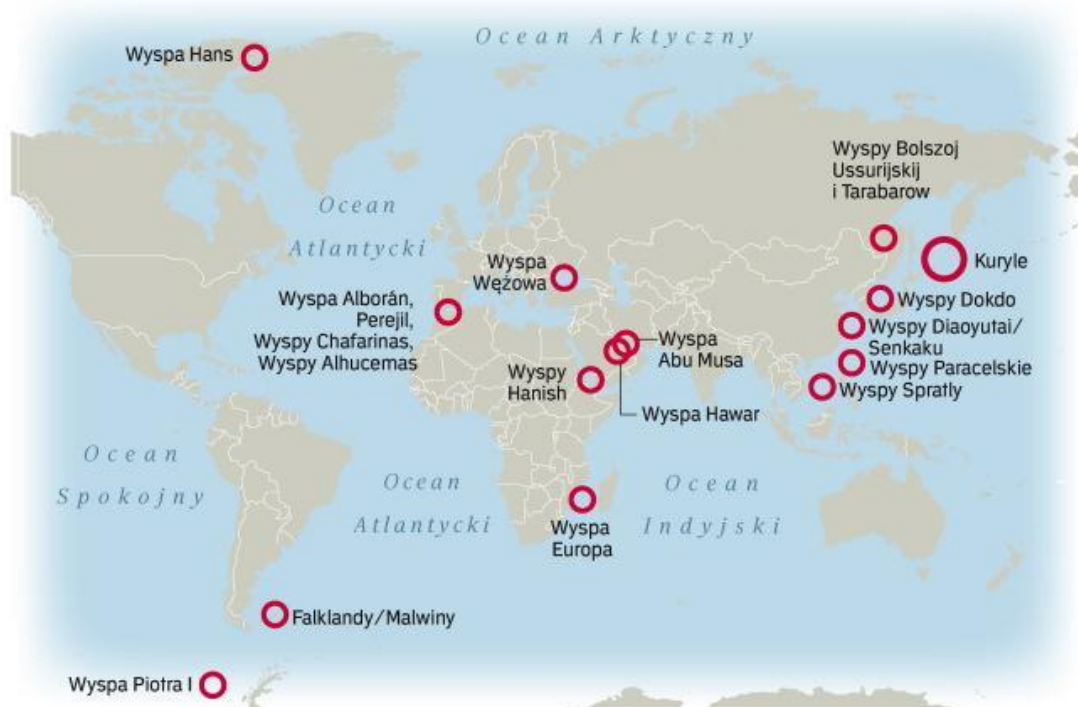 Ocean Arktyczny
Wyspa Hans
Wyspy Bolszoj
Ussurijskij
i Tarabarow
Ocean
Atlantycki
Wyspa
Wężowa
Kuryle
Wyspa Alborán,
Perejil,
Wyspy Chafarinas,
Wyspy Alhucemas
Wyspy Dokdo
Wyspy Diaoyutai/
Senkaku
Wyspa
Abu Musa
Wyspy Paracelskie
Wyspy
Hanish
Wyspy Spratly
Wyspa Hawar
Ocean
Spokojny
Ocean
Atlantycki
Ocean
Indyjski
Wyspa
Europa
Falklandy/Malwiny
Wyspa Piotra I